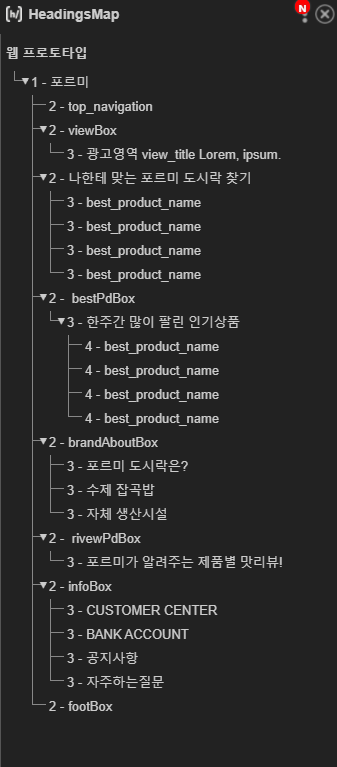 HeadingsMap
N
웹 프로토타입
1 - 포르미
2 - top_navigation
2 - viewBox
3 - 광고영역 view_title Lorem, ipsum.
2 - 나한테 맞는 포르미 도시락 찾기
3 - best_product_name
3 - best_product_name
3 - best_product_name
3 - best_product_name
2 - bestPdBox
3 - 한주간 많이 팔린 인기상품
4 - best_product_name
4 - best_product_name
4 - best_product_name
4 - best_product_name
2 - brandAboutBox
3 - 포르미 도시락은?
3 - 수제 잡곡밥
3 - 자체 생산시설
2 - rivewPdBox
3 - 포르미가 알려주는 제품별 맛리뷰!
2 - infoBox
3 - CUSTOMER CENTER
3 - BANK ACCOUNT
3 - 공지사항
3 - 자주하는질문
2 - footBox